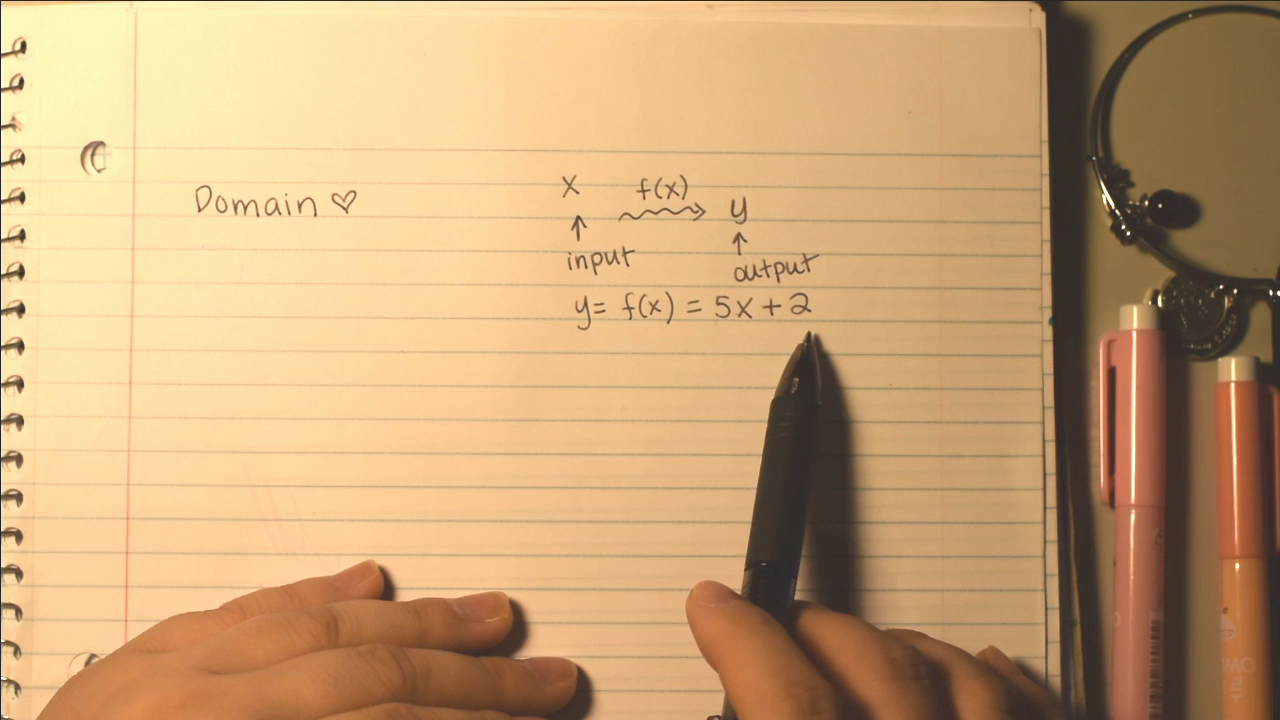 Domain ♡
x f(x) y
↑ ↑
input output
y = f(x) = 5x + 2